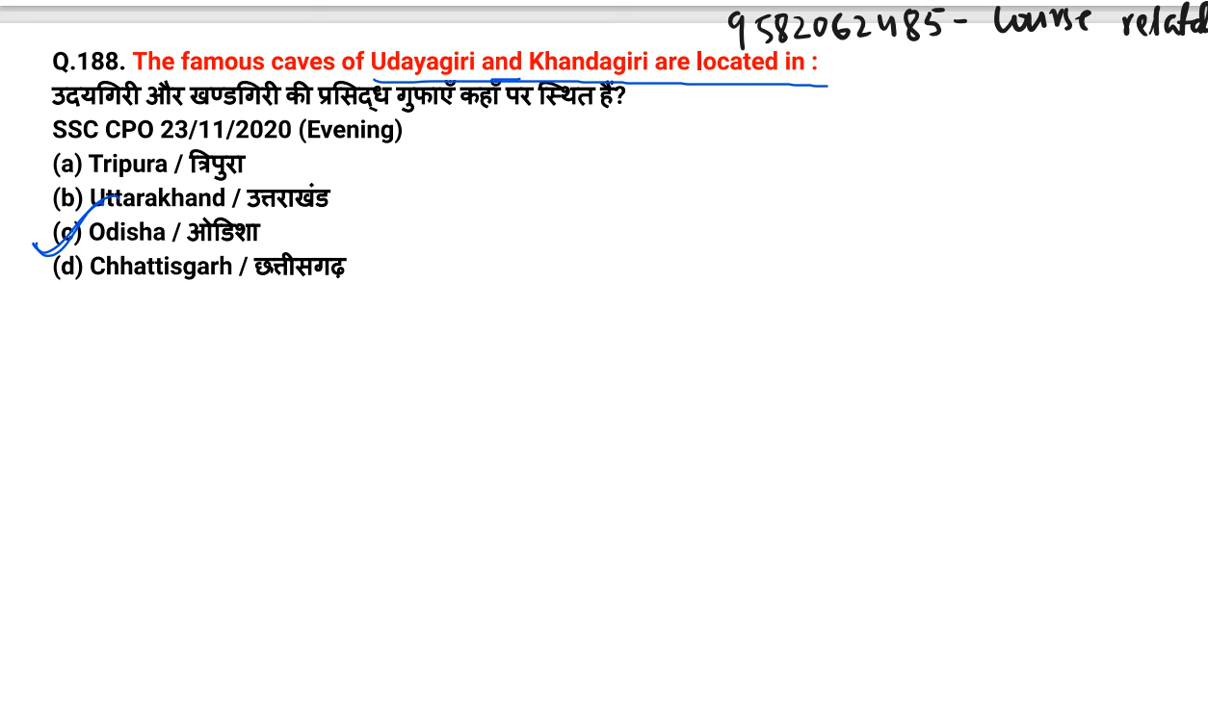 9582062485- Course related
Q.188. The famous caves of Udayagiri and Khandagiri are located in :
उदयगिरी और खण्डगिरी की प्रसिद्ध गुफाएँ कहाँ पर स्थित हैं?
SSC CPO 23/11/2020 (Evening)
(a) Tripura / त्रिपुरा
(b) Uttarakhand / उत्तराखंड
(c) Odisha / ओडिशा
(d) Chhattisgarh / छत्तीसगढ़